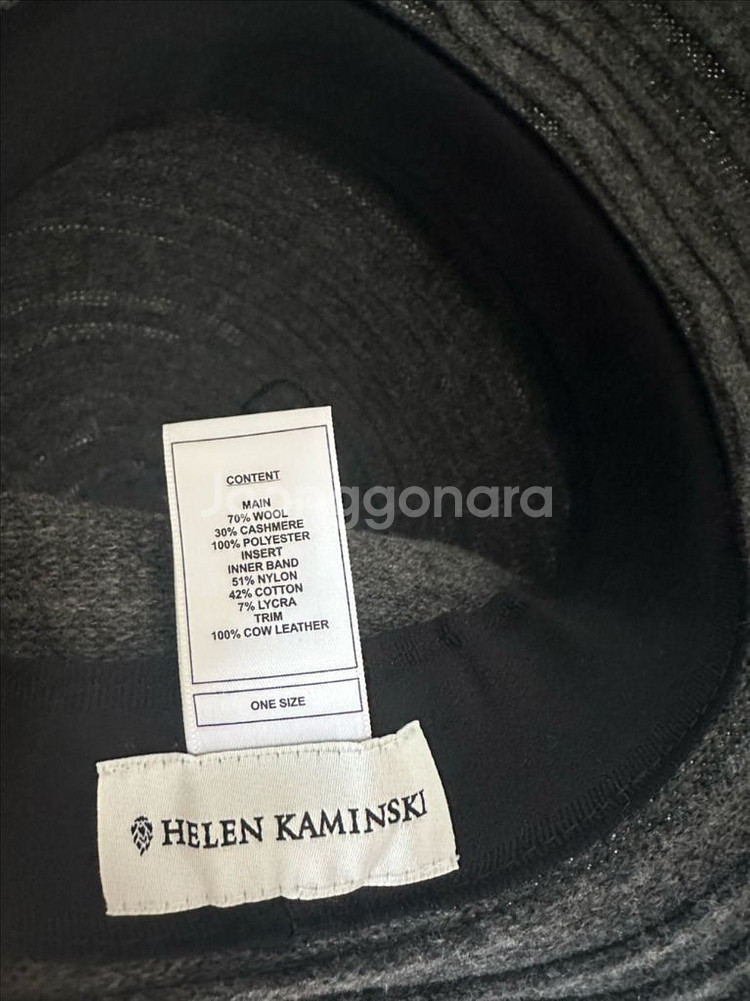 CONTENT
MAIN
70% WOOL
30% CASHMERE
100% POLYESTER
INSERT
INNER BAND
51% NYLON
42% COTTON
7% LYCRA
TRIM
100% COW LEATHER
ONE SIZE
HELEN KAMINSKI
Joonggonara